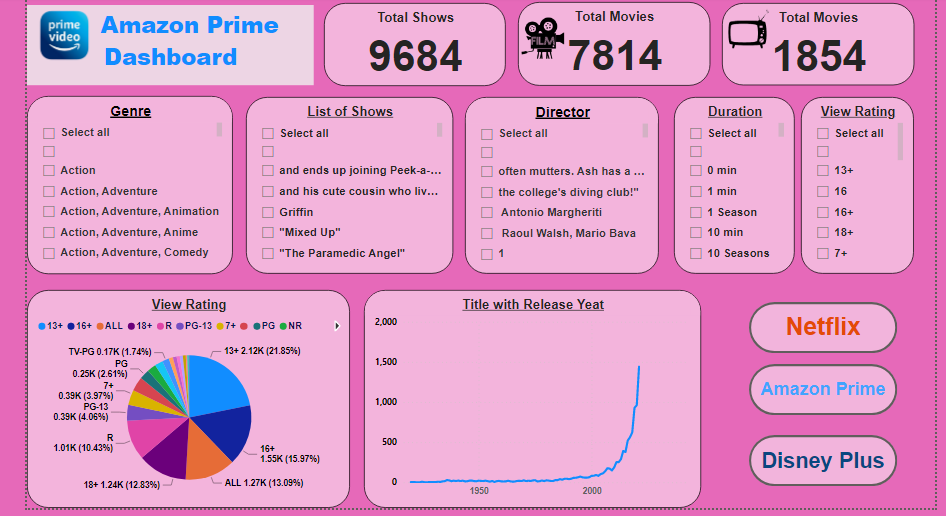 prime
video
Amazon Prime
Dashboard
Total Shows
9684
FILM
Total Movies
7814
Total Movies
1854
Genre
Select all
Action
Action, Adventure
Action, Adventure, Animation
Action, Adventure, Anime
Action, Adventure, Comedy
List of Shows
Select all
and ends up joining Peek-a-...
and his cute cousin who liv...
Griffin
"Mixed Up"
"The Paramedic Angel"
Director
Select all
often mutters. Ash has a ...
the college's diving club!"
Antonio Margheriti
Raoul Walsh, Mario Bava
1
Duration
Select all
0 min
1 min
1 Season
10 min
10 Seasons
View Rating
Select all
13+
16
16+
18+
7+
View Rating
13+ 16+ ALL 18+ R PG-13 7+ PG NR
TV-PG 0.17K (1.74%)
PG
0.25K (2.61%)
7+
0.39K (3.97%)
PG-13
0.39K (4.06%)
R
1.01K (10.43%)
18+ 1.24K (12.83%)
13+ 2.12K (21.85%)
16+
1.55K (15.97%)
ALL 1.27K (13.09%)
Title with Release Yeat
2,000
1,500
1,000
500
0
1950 2000
Netflix
Amazon Prime
Disney Plus